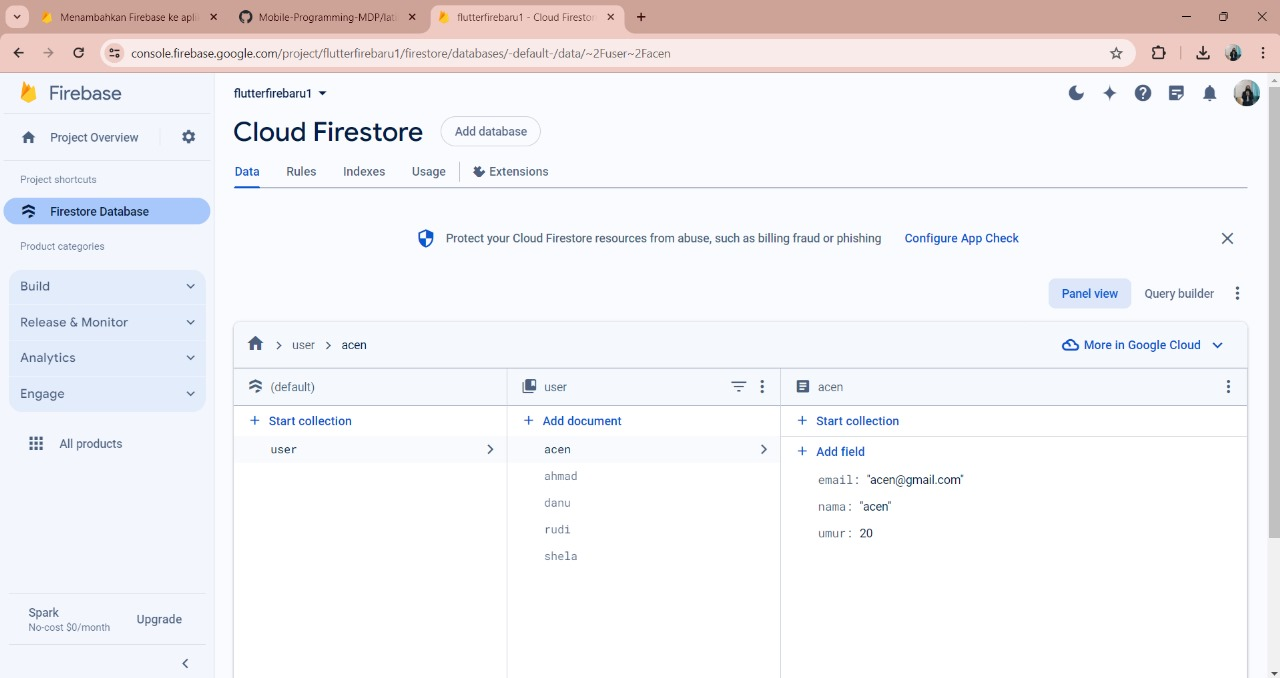 Menambahkan Firebase ke apli
Mobile-Programming-MDP/lati
flutterfirebaru1 - Cloud Firestore
console.firebase.google.com/project/flutterfirebaru1/firestore/databases/-default-/data/~2Fuser~2Facen
Firebase
flutterfirebaru1
Project Overview
Cloud Firestore
Add database
Data
Rules
Indexes
Usage
Extensions
Project shortcuts
Firestore Database
Product categories
Build
Release & Monitor
Analytics
Engage
All products
Spark
No-cost $0/month
Upgrade
Protect your Cloud Firestore resources from abuse, such as billing fraud or phishing
Configure App Check
Panel view
Query builder
user
acen
More in Google Cloud
(default)
user
acen
+ Start collection
+ Add document
+ Start collection
user
acen
ahmad
danu
rudi
shela
+ Add field
email: "acen@gmail.com"
nama: "acen"
umur: 20